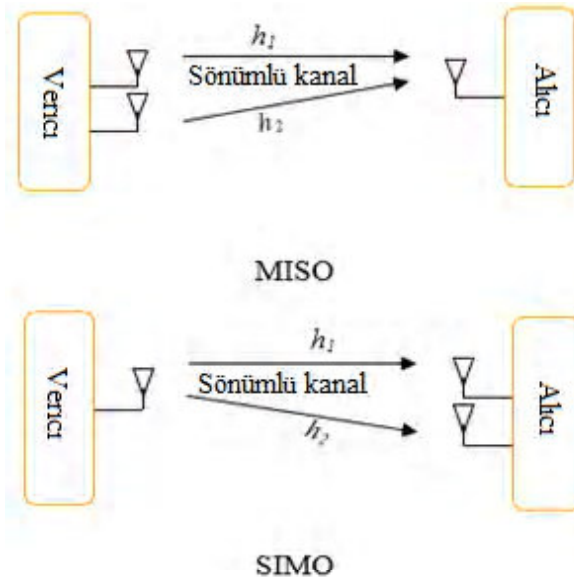 Verici
h₁
Sönümlü kanal
h₂
Alıcı
MISO
Verici
h₁
Sönümlü kanal
h₂
Alıcı
SIMO